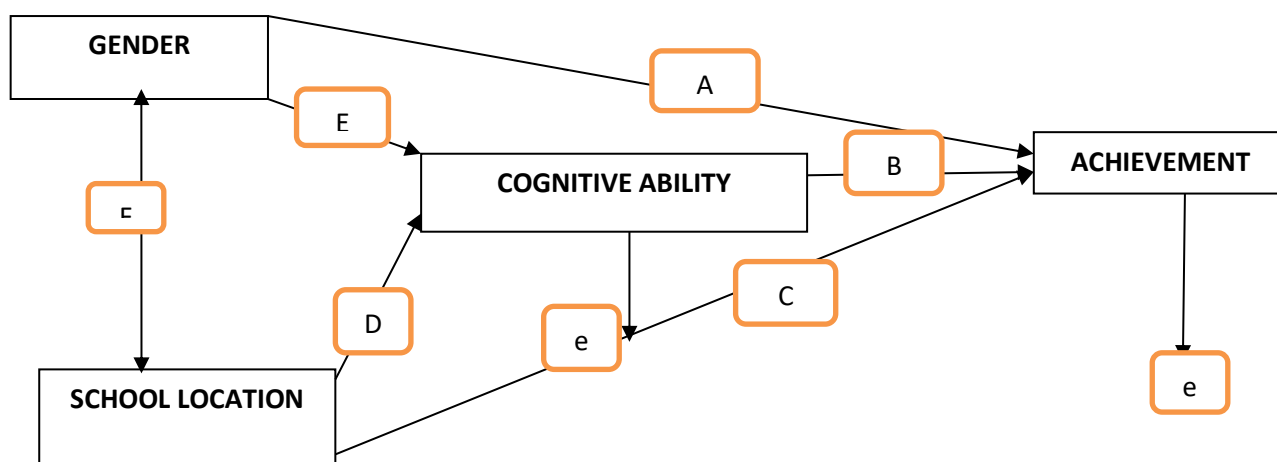 GENDER
A
E
B
ACHIEVEMENT
COGNITIVE ABILITY
C
D
e
SCHOOL LOCATION
e